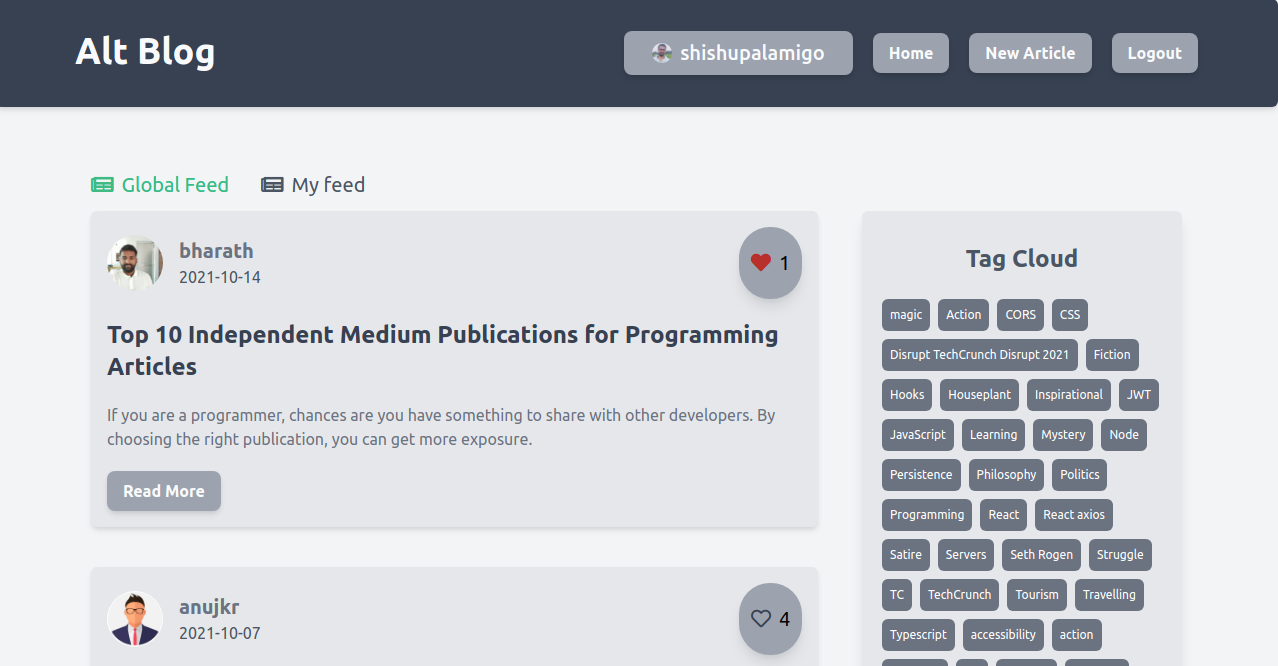 Alt Blog
shishupalamigo
Home
New Article
Logout
Global Feed
My feed
bharath
2021-10-14
1
Top 10 Independent Medium Publications for Programming
Articles
If you are a programmer, chances are you have something to share with other developers. By
choosing the right publication, you can get more exposure.
Read More
anujkr
2021-10-07
4
Tag Cloud
magic Action CORS CSS
Disrupt TechCrunch Disrupt 2021 Fiction
Hooks Houseplant Inspirational JWT
JavaScript Learning Mystery Node
Persistence Philosophy Politics
Programming React React axios
Satire Servers Seth Rogen Struggle
TC TechCrunch Tourism Travelling
Typescript accessibility action